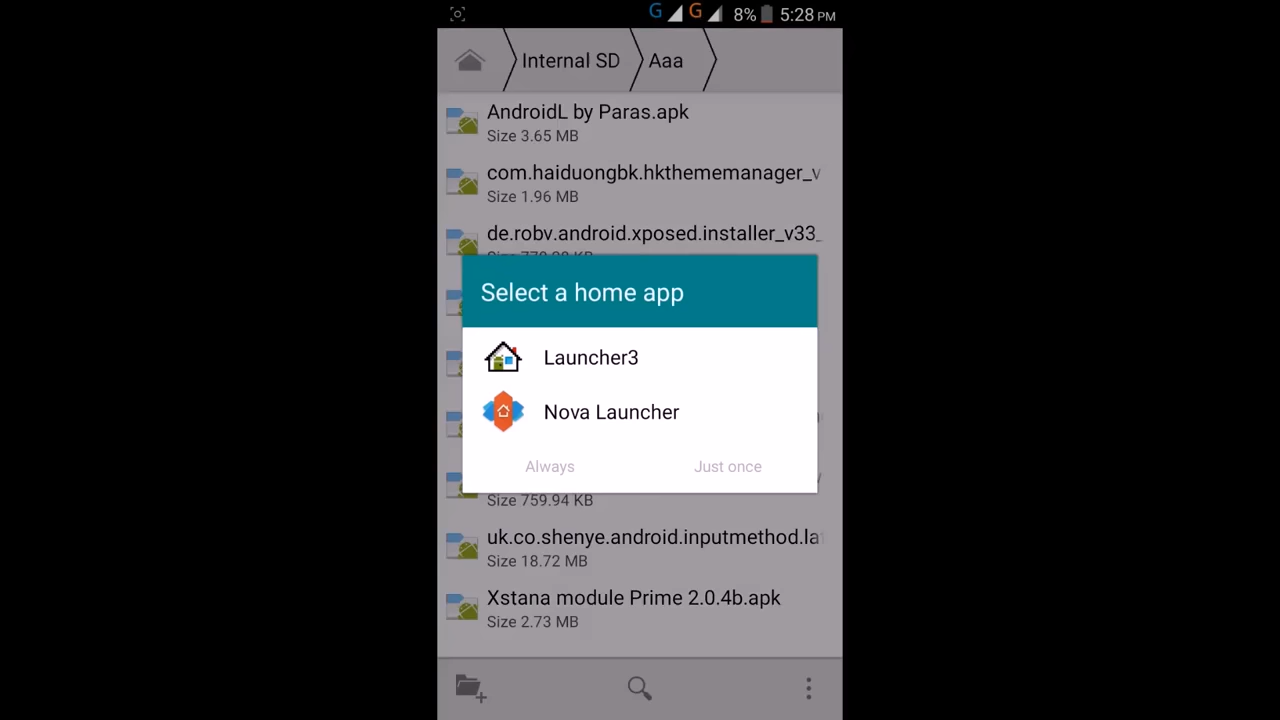 G G 8% 5:28 PM
Internal SD Aaa
AndroidL by Paras.apk
Size 3.65 MB
com.haiduongbk.hkthememanager_v
Size 1.96 MB
de.robv.android.xposed.installer_v33_
Select a home app
Launcher3
Nova Launcher
Always Just once
Size 759.94 KB
uk.co.shenye.android.inputmethod.la
Size 18.72 MB
Xstana module Prime 2.0.4b.apk
Size 2.73 MB